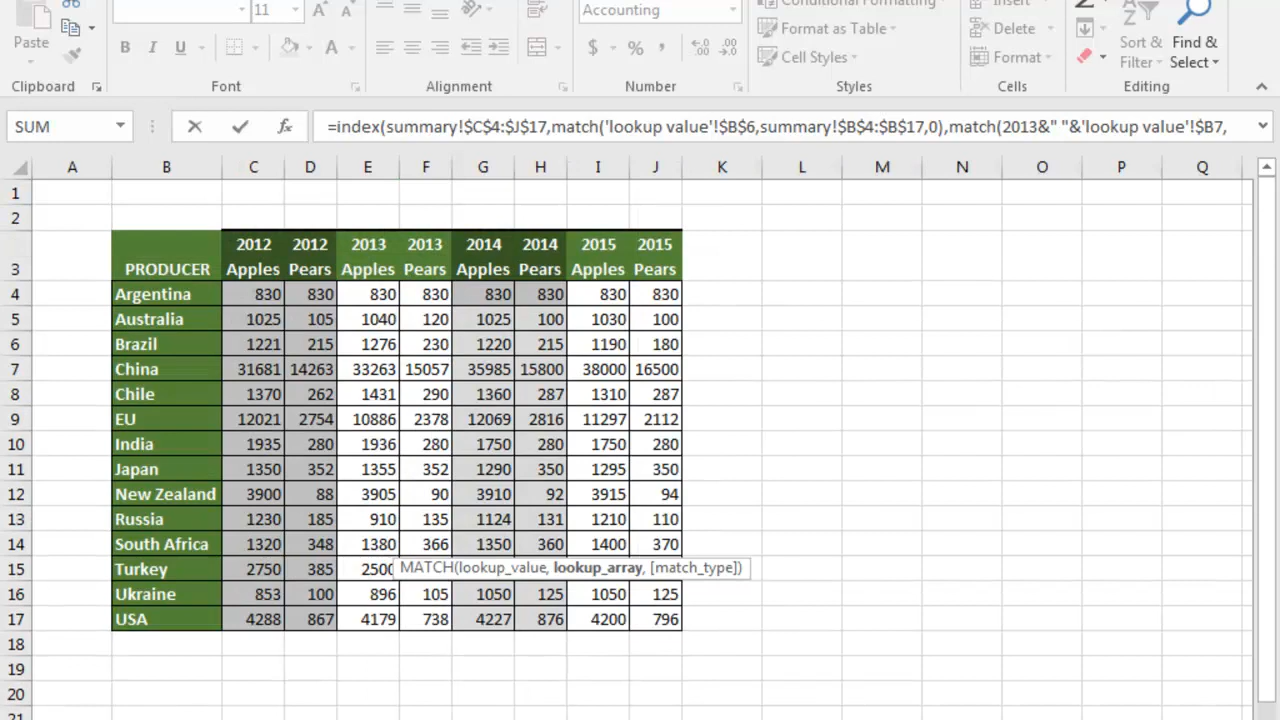 11
Accounting
Conditional Formatting
Insert
Paste
B I U
A
$ % ,
Format as Table
Delete
Sort & Find &
Cell Styles
Format
Filter Select
Clipboard Font Alignment Number Styles Cells Editing
SUM fx =index(summary!$C$4:$J$17,match('lookup value'!$B$6,summary!$B$4:$B$17,0),match(2013&" "&'lookup value'!$B7,
A B C D E F G H I J K L M N O P Q
1
2
2012 2012 2013 2013 2014 2014 2015 2015
3 PRODUCER Apples Pears Apples Pears Apples Pears Apples Pears
4 Argentina 830 830 830 830 830 830 830 830
5 Australia 1025 105 1040 120 1025 100 1030 100
6 Brazil 1221 215 1276 230 1220 215 1190 180
7 China 31681 14263 33263 15057 35985 15800 38000 16500
8 Chile 1370 262 1431 290 1360 287 1310 287
9 EU 12021 2754 10886 2378 12069 2816 11297 2112
10 India 1935 280 1936 280 1750 280 1750 280
11 Japan 1350 352 1355 352 1290 350 1295 350
12 New Zealand 3900 88 3905 90 3910 92 3915 94
13 Russia 1230 185 910 135 1124 131 1210 110
14 South Africa 1320 348 1380 366 1350 360 1400 370
15 Turkey 2750 385 2500 MATCH(lookup_value, lookup_array, [match_type])
16 Ukraine 853 100 896 105 1050 125 1050 125
17 USA 4288 867 4179 738 4227 876 4200 796
18
19
20
21